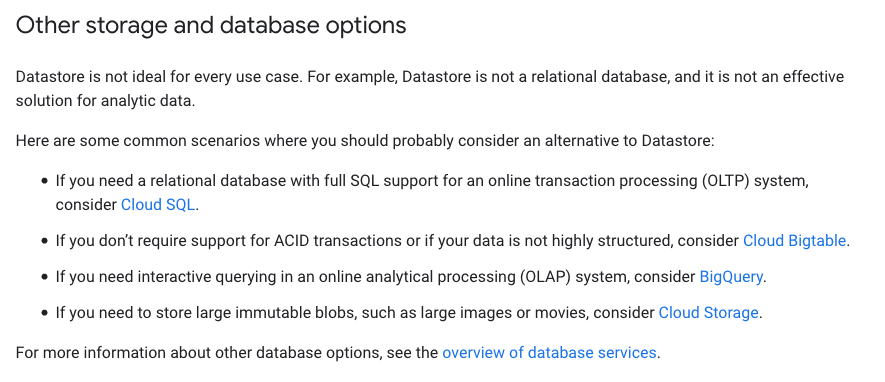 Other storage and database options
Datastore is not ideal for every use case. For example, Datastore is not a relational database, and it is not an effective
solution for analytic data.
Here are some common scenarios where you should probably consider an alternative to Datastore:
• If you need a relational database with full SQL support for an online transaction processing (OLTP) system,
consider Cloud SQL.
• If you don’t require support for ACID transactions or if your data is not highly structured, consider Cloud Bigtable.
• If you need interactive querying in an online analytical processing (OLAP) system, consider BigQuery.
• If you need to store large immutable blobs, such as large images or movies, consider Cloud Storage.
For more information about other database options, see the overview of database services.